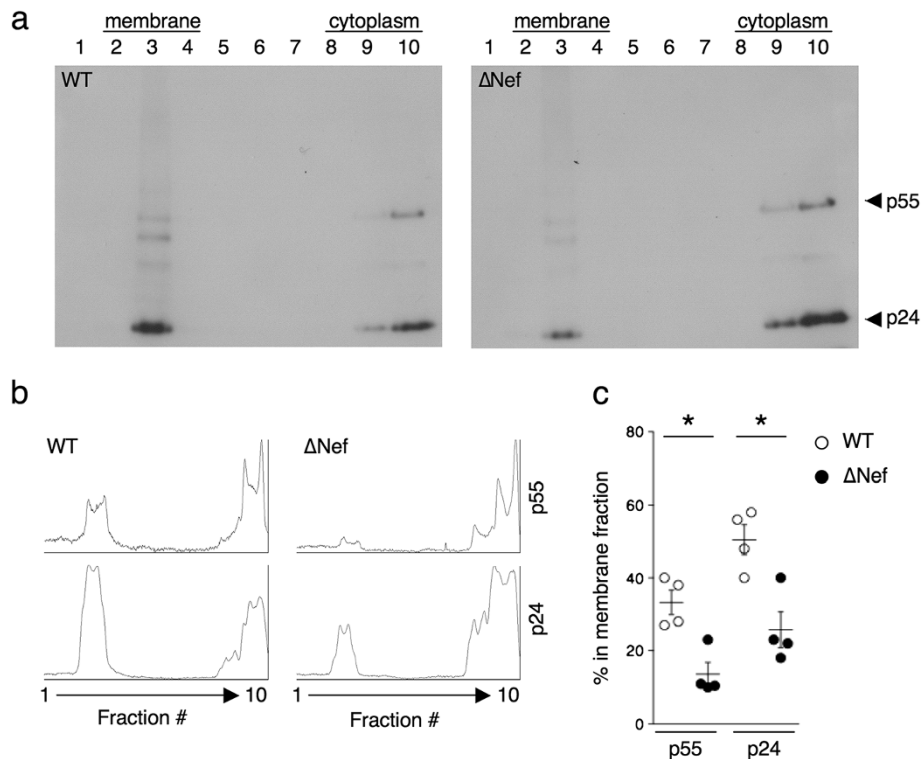 a
membrane cytoplasm membrane cytoplasm
1 2 3 4 5 6 7 8 9 10 1 2 3 4 5 6 7 8 9 10
WT ΔNef
p55
p24
b
WT ΔNef
p55
p24
1 10 1 10
Fraction # Fraction #
c
* *
WT
ΔNef
% in membrane fraction
80
60
40
20
0
p55 p24